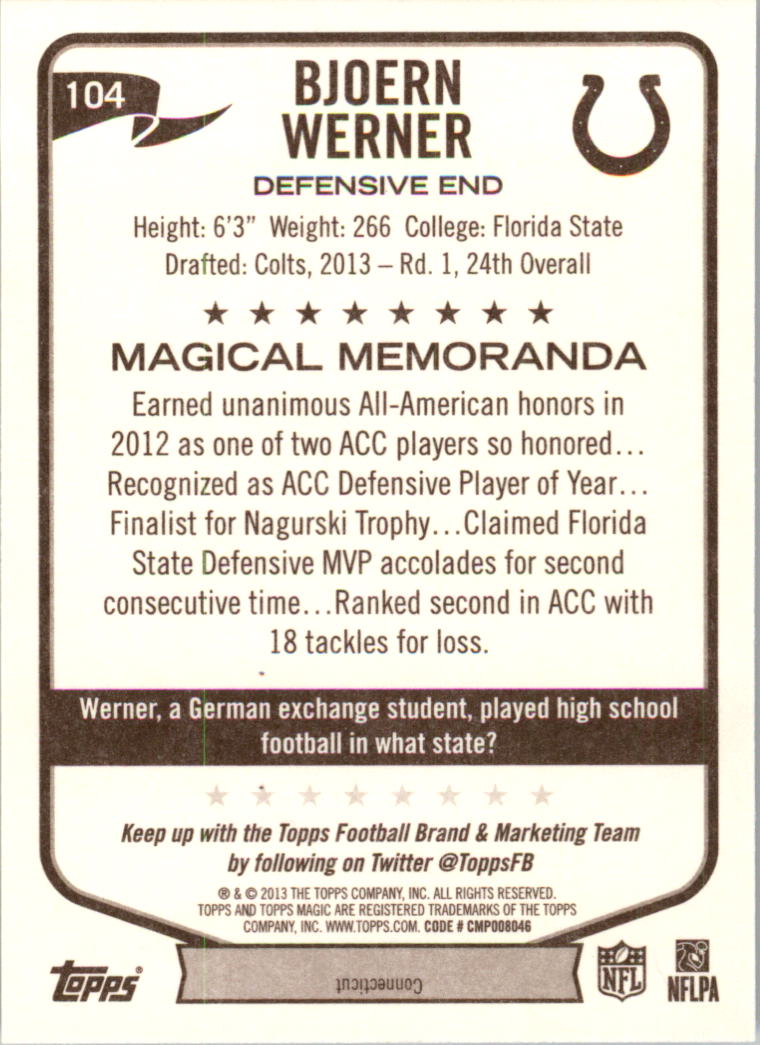 104
BJOERN
WERNER
DEFENSIVE END
Height: 6'3" Weight: 266 College: Florida State
Drafted: Colts, 2013 – Rd. 1, 24th Overall
MAGICAL MEMORANDA
Earned unanimous All-American honors in
2012 as one of two ACC players so honored...
Recognized as ACC Defensive Player of Year...
Finalist for Nagurski Trophy...Claimed Florida
State Defensive MVP accolades for second
consecutive time...Ranked second in ACC with
18 tackles for loss.
Werner, a German exchange student, played high school
football in what state?
Keep up with the Topps Football Brand & Marketing Team
by following on Twitter @ToppsFB
® & © 2013 THE TOPPS COMPANY, INC. ALL RIGHTS RESERVED.
TOPPS AND TOPPS MAGIC ARE REGISTERED TRADEMARKS OF THE TOPPS
COMPANY, INC. WWW.TOPPS.COM. CODE # CMP008046
Topps®
Connecticut
NFL
NFLPA